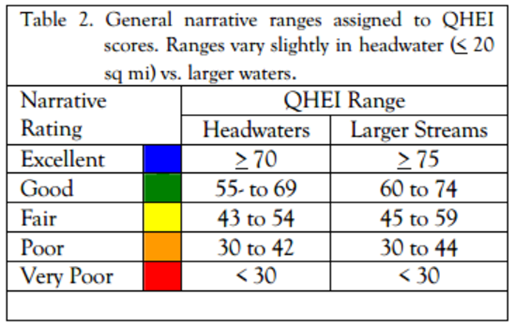 Table 2. General narrative ranges assigned to QHEI
scores. Ranges vary slightly in headwater (≤ 20
sq mi) vs. larger waters.
Narrative Rating QHEI Range
Headwaters Larger Streams
Excellent ≥ 70 ≥ 75
Good 55- to 69 60 to 74
Fair 43 to 54 45 to 59
Poor 30 to 42 30 to 44
Very Poor < 30 < 30